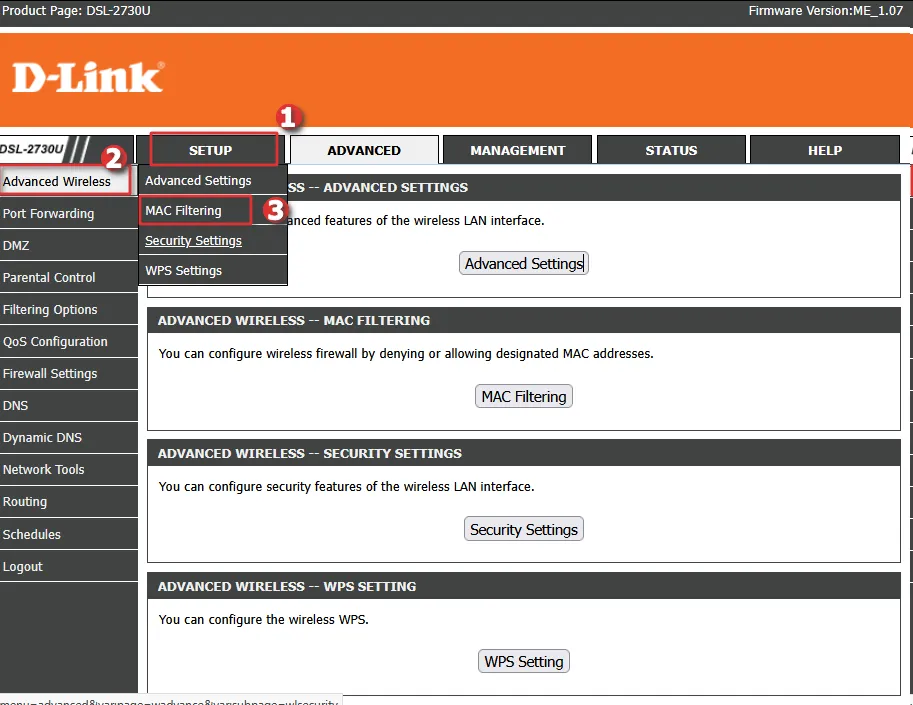 Product Page: DSL-2730U Firmware Version:ME_1.07
D-Link®
1
DSL-2730U
2
SETUP ADVANCED MANAGEMENT STATUS HELP
Advanced Wireless
Port Forwarding
DMZ
Parental Control
Filtering Options
QoS Configuration
Firewall Settings
DNS
Dynamic DNS
Network Tools
Routing
Schedules
Logout
Advanced Settings
MAC Filtering
3
Security Settings
WPS Settings
SS -- ADVANCED SETTINGS
anced features of the wireless LAN interface.
Advanced Settings
ADVANCED WIRELESS -- MAC FILTERING
You can configure wireless firewall by denying or allowing designated MAC addresses.
MAC Filtering
ADVANCED WIRELESS -- SECURITY SETTINGS
You can configure security features of the wireless LAN interface.
Security Settings
ADVANCED WIRELESS -- WPS SETTING
You can configure the wireless WPS.
WPS Setting